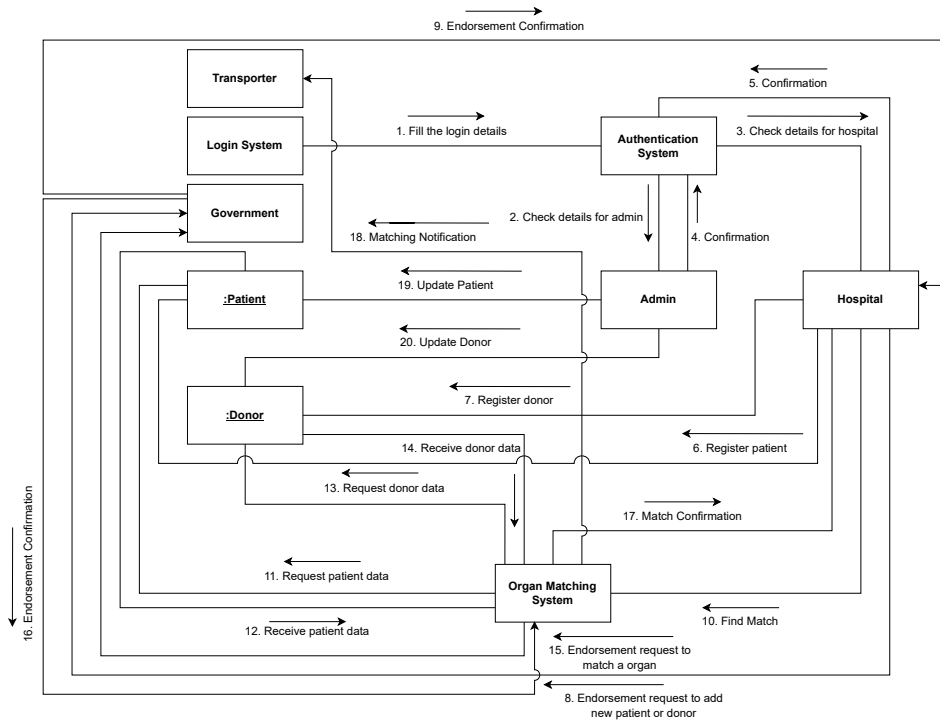 9. Endorsement Confirmation
Transporter
5. Confirmation
1. Fill the login details
3. Check details for hospital
Login System
Authentication
System
Government
2. Check details for admin
18. Matching Notification
4. Confirmation
19. Update Patient
:Patient
Admin
Hospital
20. Update Donor
7. Register donor
:Donor
14. Receive donor data
6. Register patient
13. Request donor data
17. Match Confirmation
16. Endorsement Confirmation
11. Request patient data
Organ Matching
System
10. Find Match
12. Receive patient data
15. Endorsement request to
match a organ
8. Endorsement request to add
new patient or donor